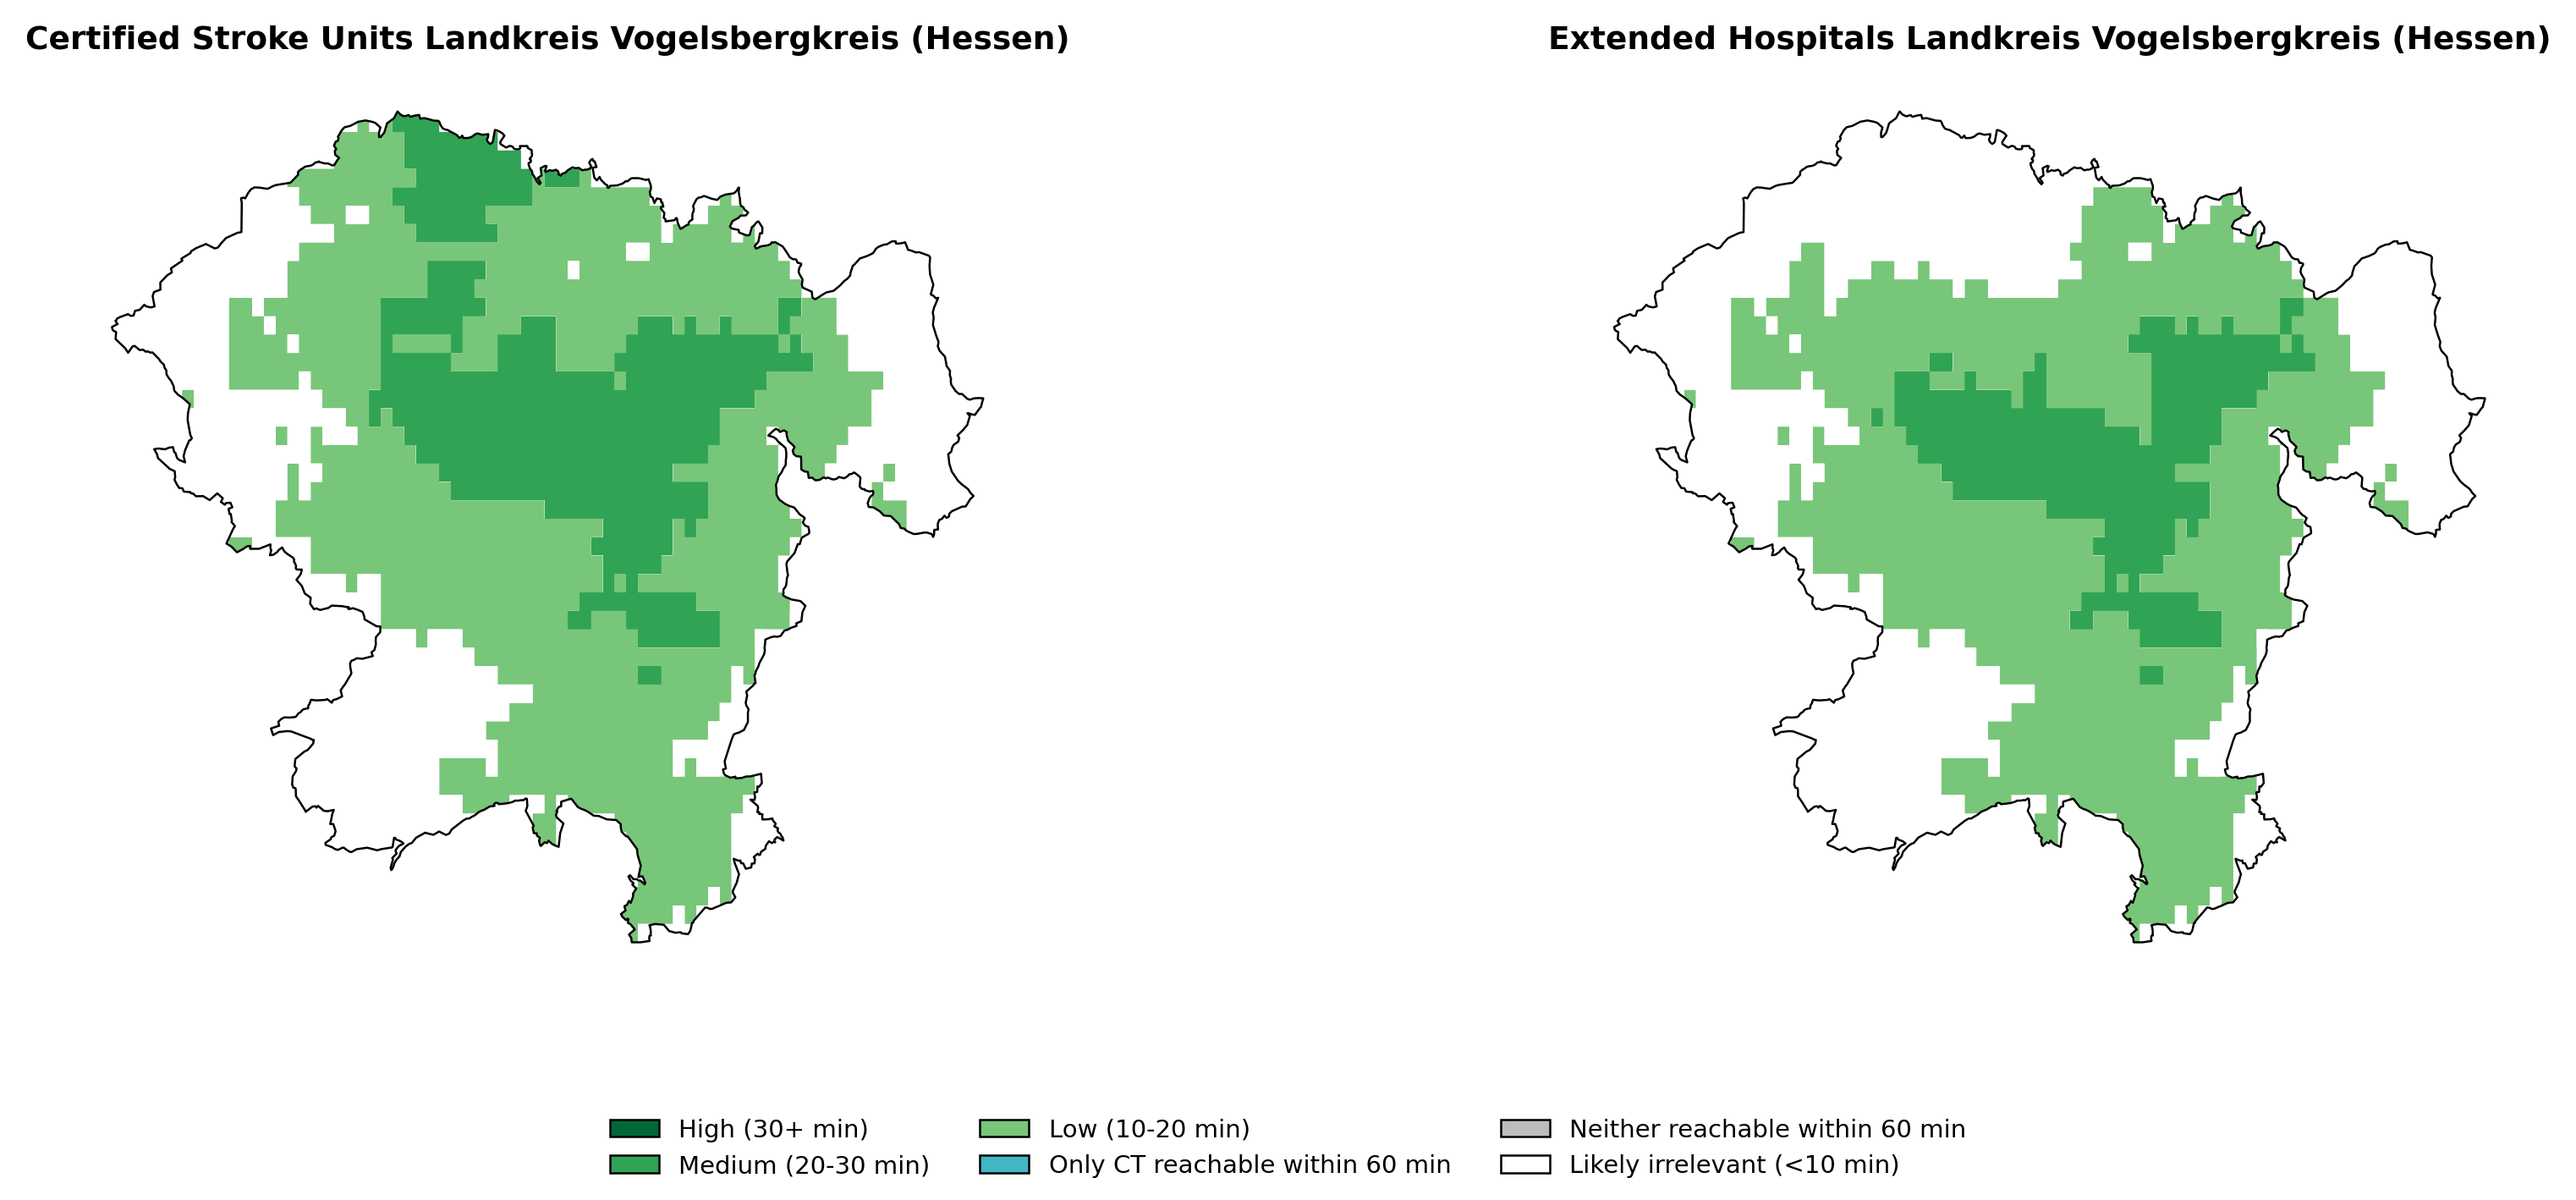 Certified Stroke Units Landkreis Vogelsbergkreis (Hessen)
Extended Hospitals Landkreis Vogelsbergkreis (Hessen)
High (30+ min)
Medium (20-30 min)
Low (10-20 min)
Only CT reachable within 60 min
Neither reachable within 60 min
Likely irrelevant (<10 min)